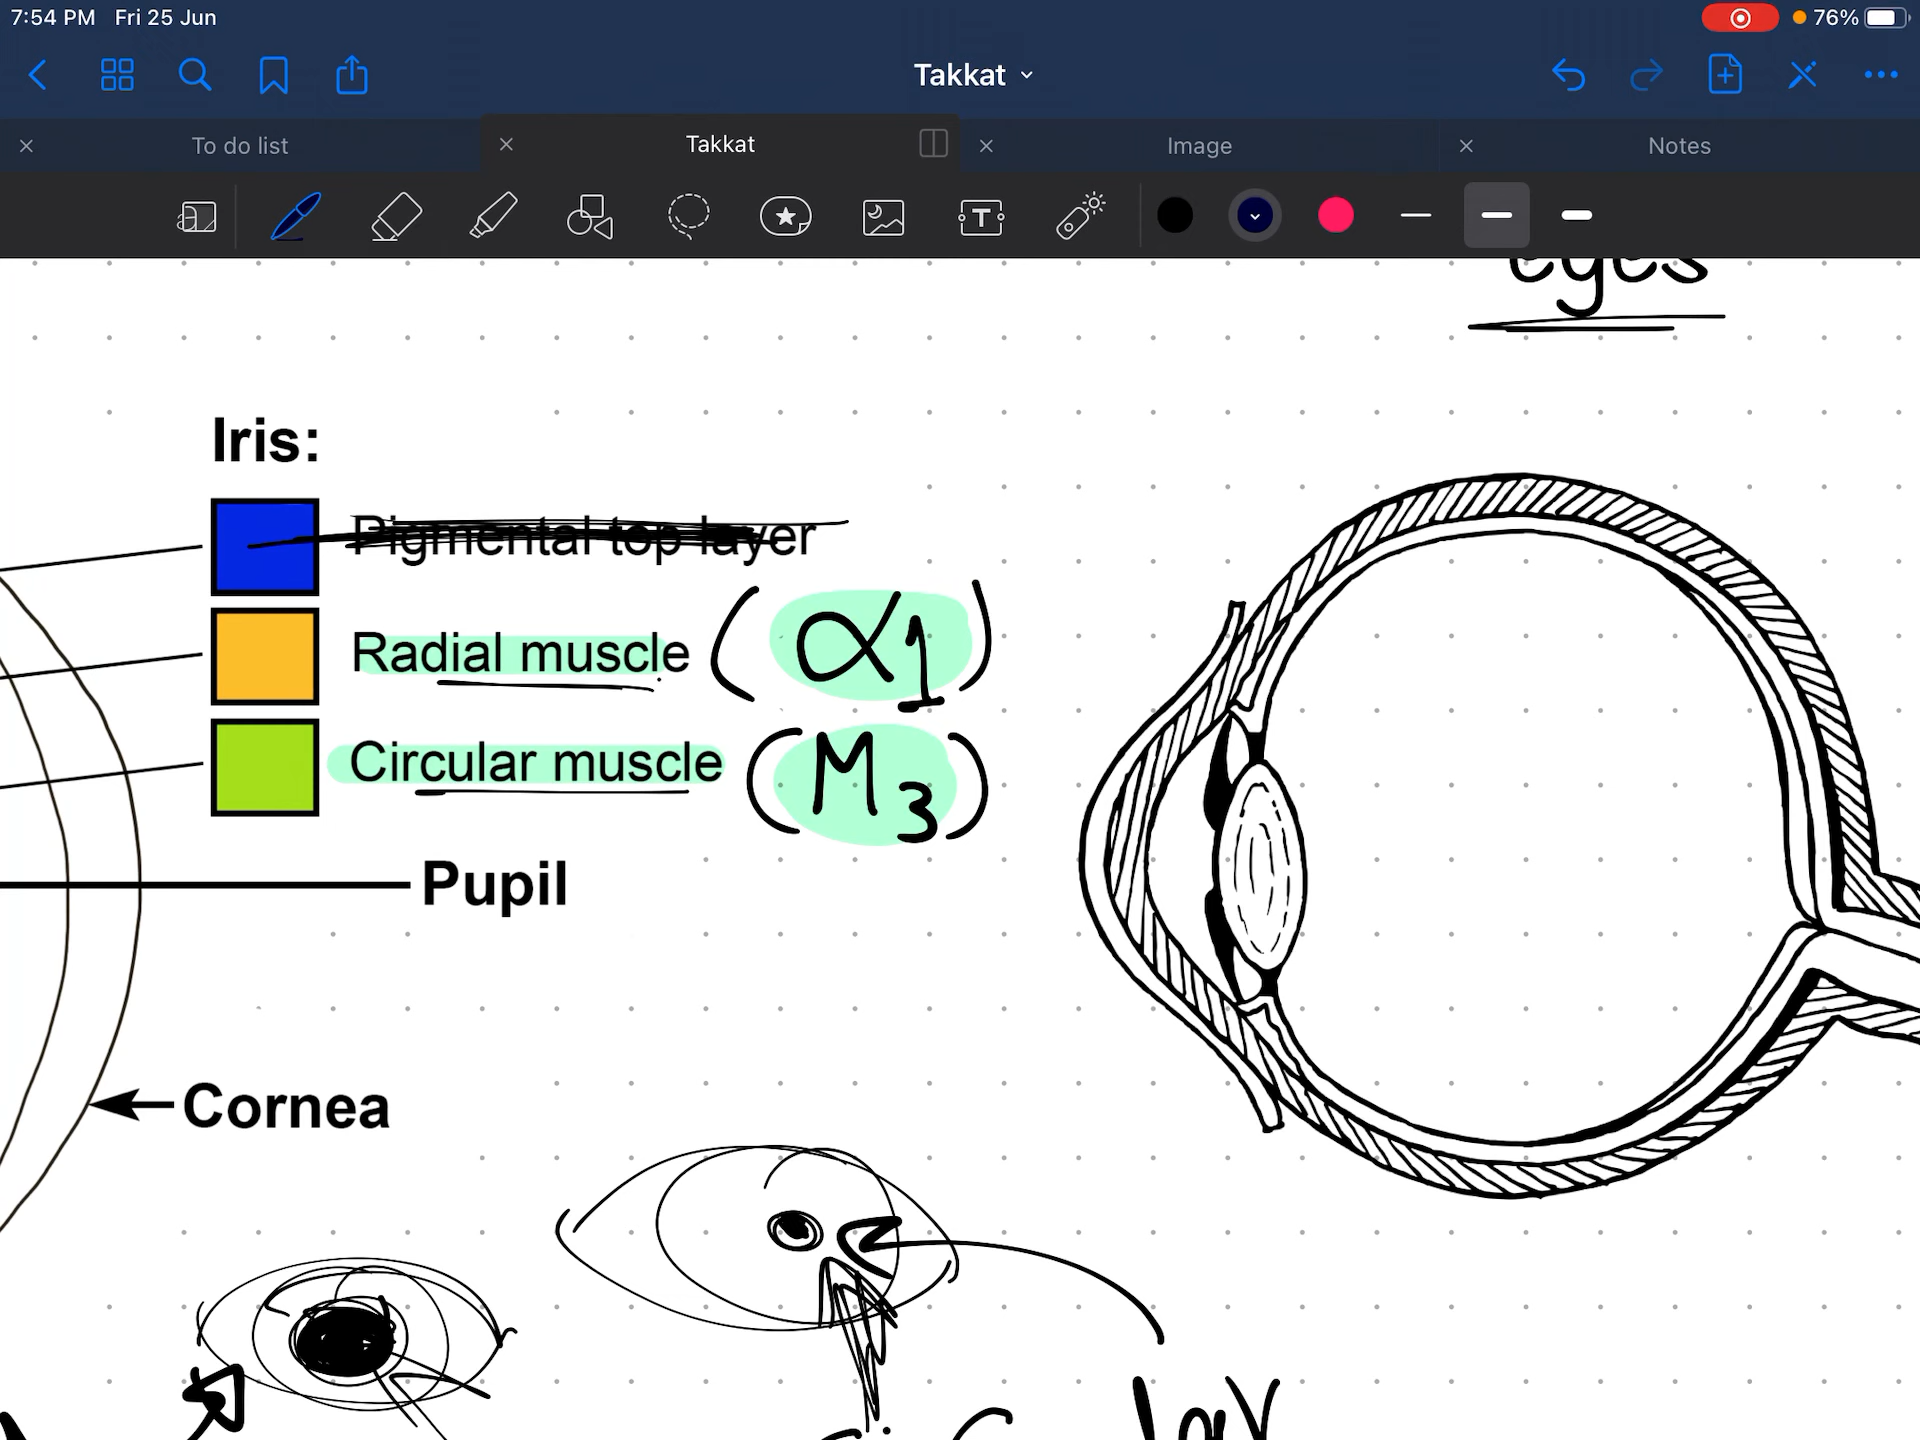 7:54 PM Fri 25 Jun
76%
Takkat
To do list
Takkat
Image
Notes
T
eyes
Iris:
Pigmental top layer
Radial muscle (α1)
Circular muscle (M3)
Pupil
Cornea